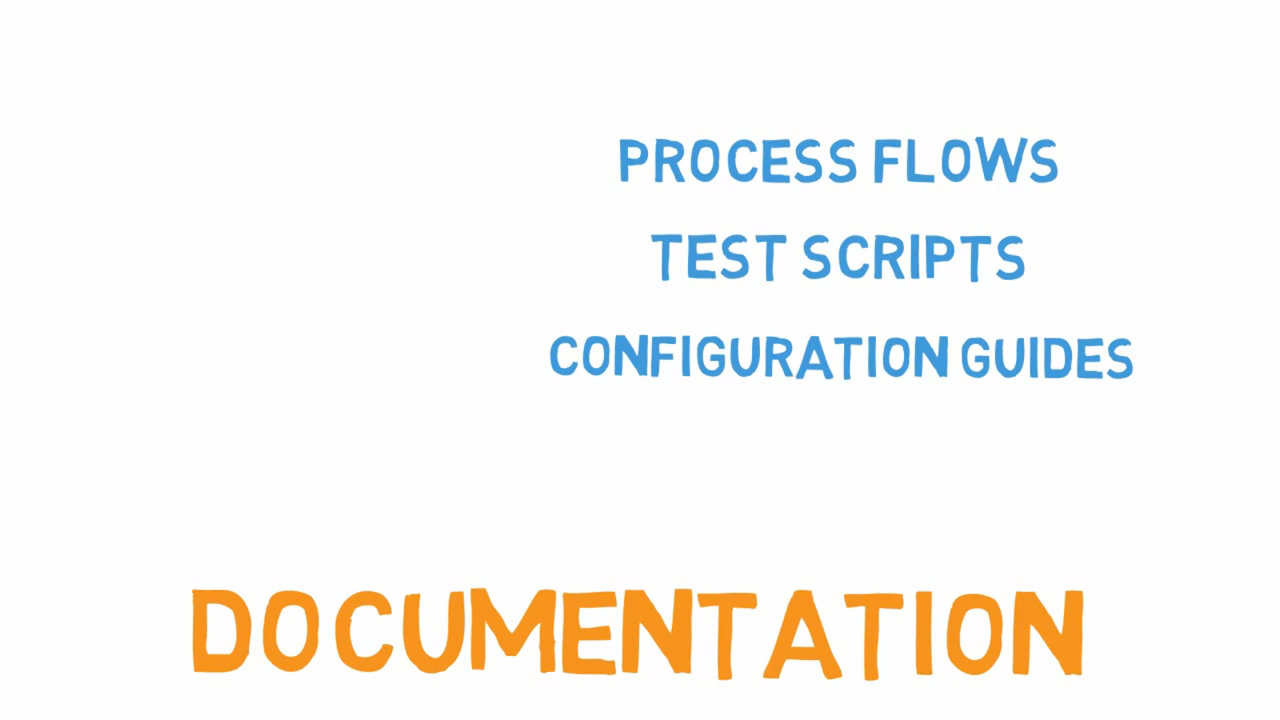 PROCESS FLOWS
TEST SCRIPTS
CONFIGURATION GUIDES
DOCUMENTATION